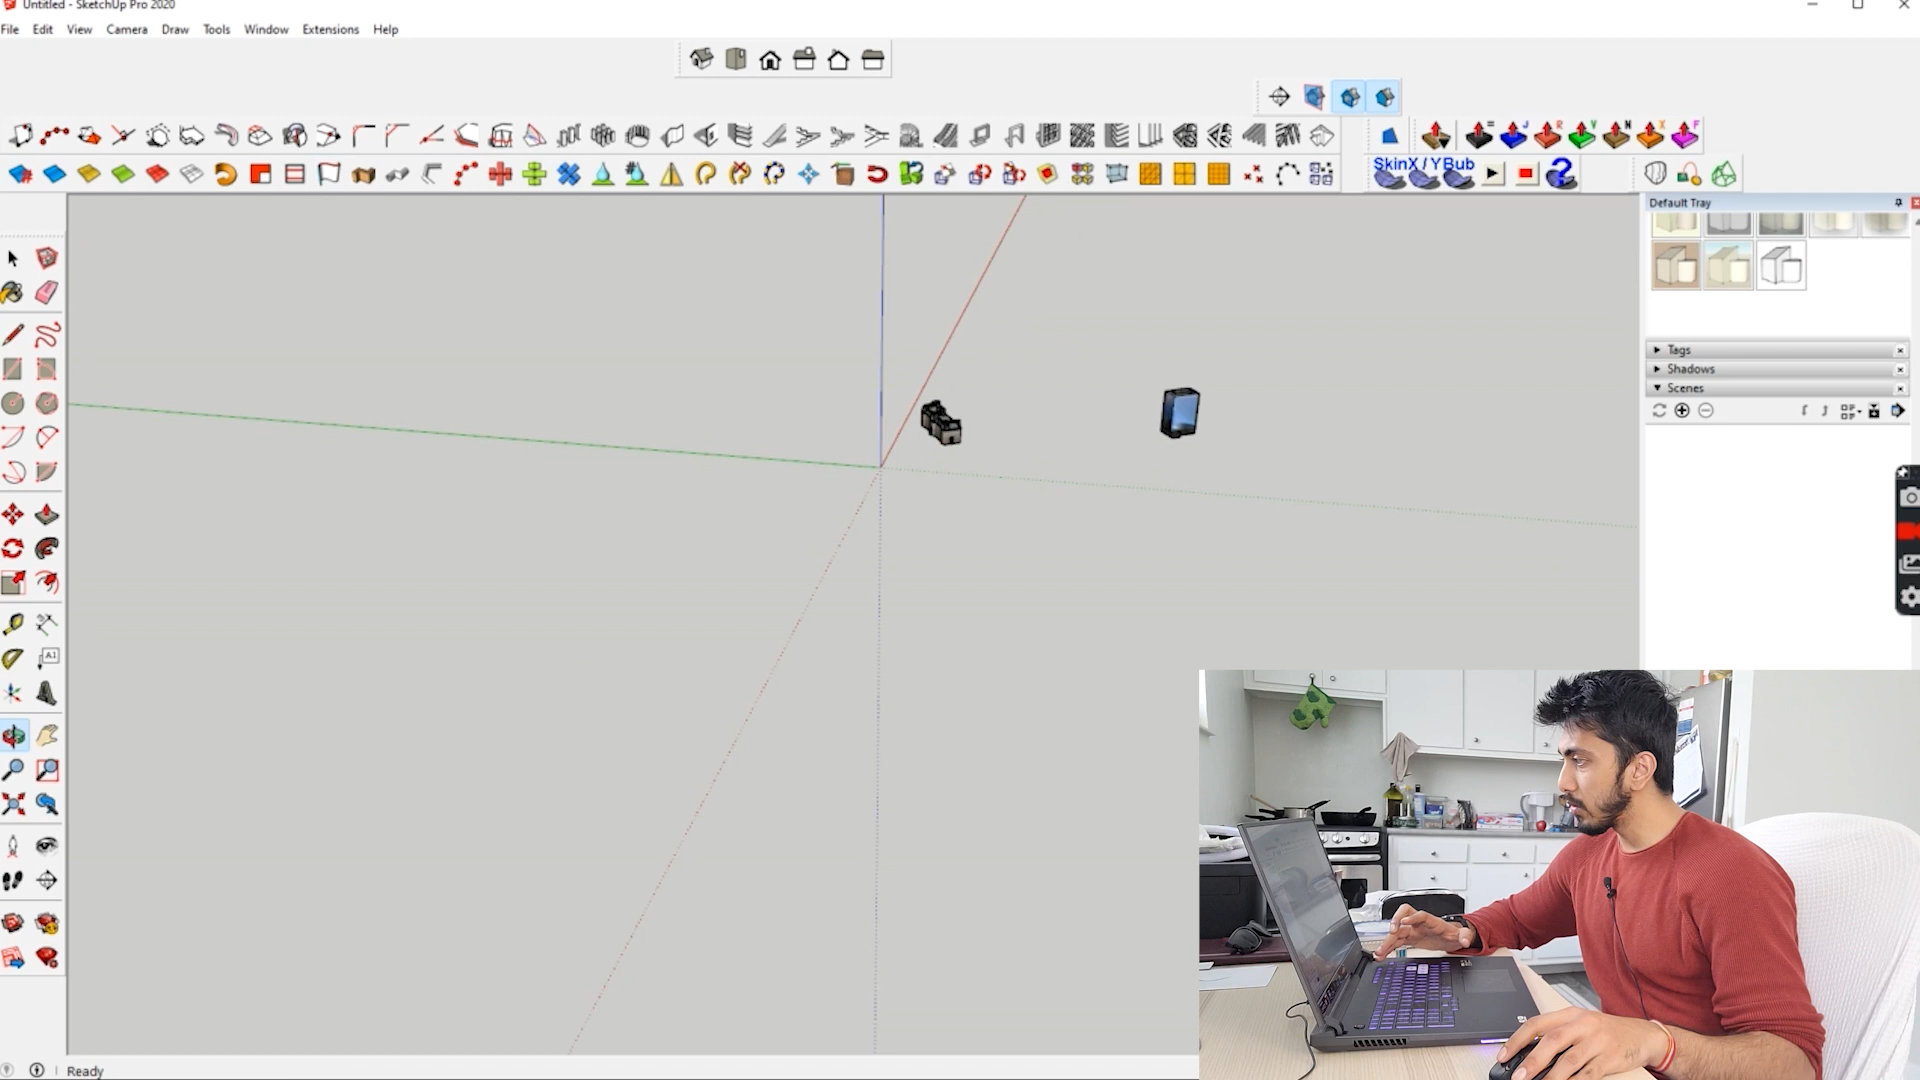 Untitled - SketchUp Pro 2020
File Edit View Camera Draw Tools Window Extensions Help
= J R V N X F
SkinX / YBub
?
Default Tray
Tags
Shadows
Scenes
A1
Ready